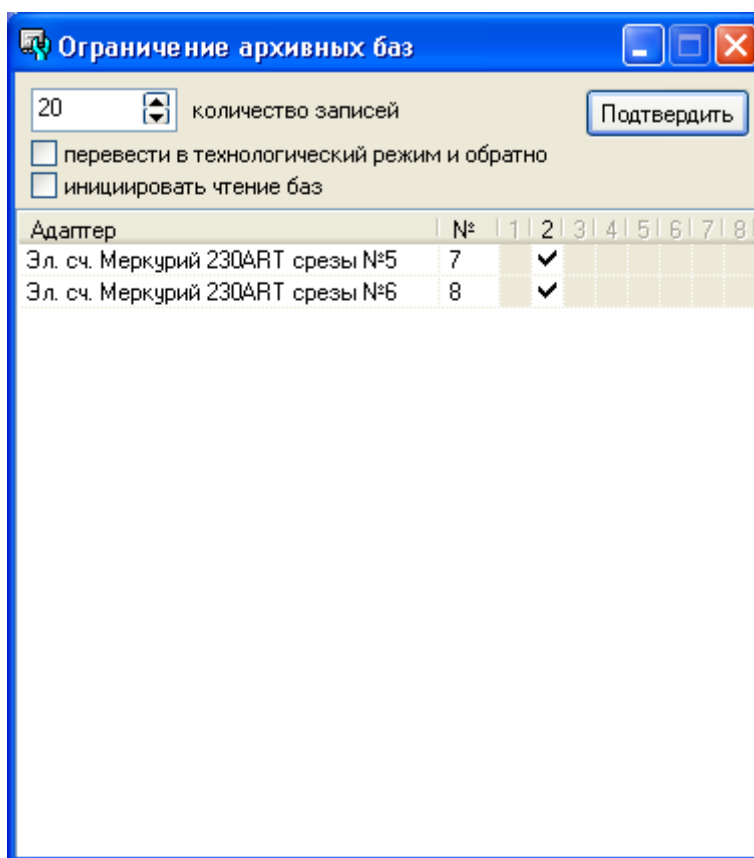 Ограничение архивных баз
20 количество записей Подтвердить
перевести в технологический режим и обратно
инициировать чтение баз
Адаптер № 1 2 3 4 5 6 7 8
Эл. сч. Меркурий 230ART срезы №5 7
Эл. сч. Меркурий 230ART срезы №6 8